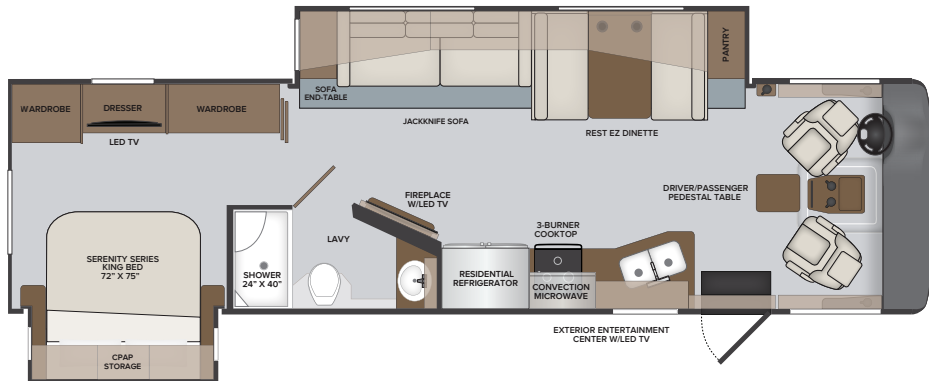 PANTRY
SOFA
END-TABLE
WARDROBE
DRESSER
WARDROBE
JACKKNIFE SOFA
REST EZ DINETTE
LED TV
DRIVER/PASSENGER
PEDESTAL TABLE
FIREPLACE
W/LED TV
3-BURNER
COOKTOP
LAVY
SERENITY SERIES
KING BED
72" X 75"
SHOWER
24" X 40"
RESIDENTIAL
REFRIGERATOR
CONVECTION
MICROWAVE
EXTERIOR ENTERTAINMENT
CENTER W/LED TV
CPAP
STORAGE